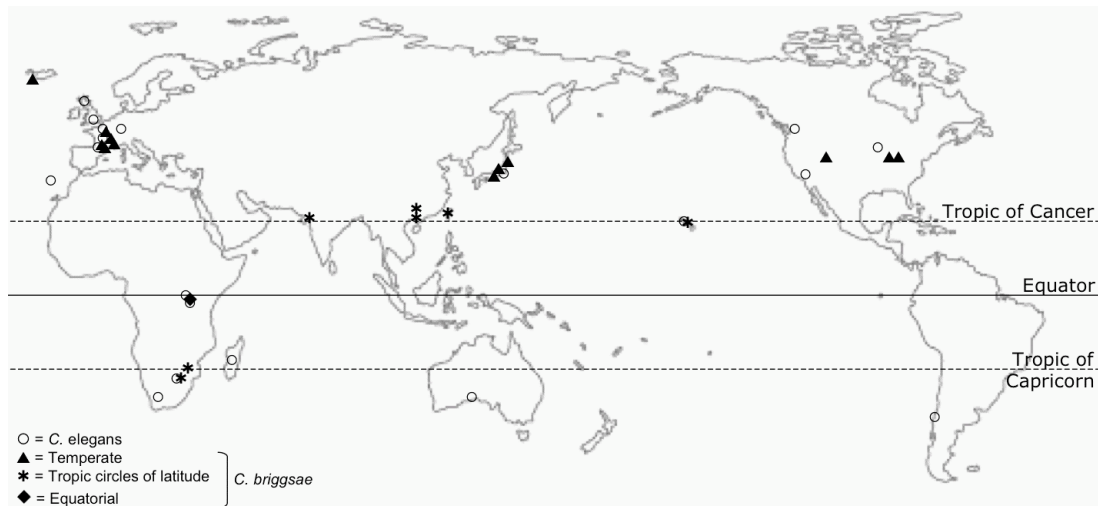 Tropic of Cancer
Equator
Tropic of
Capricorn
= C. elegans
= Temperate
= Tropic circles of latitude
= Equatorial
C. briggsae